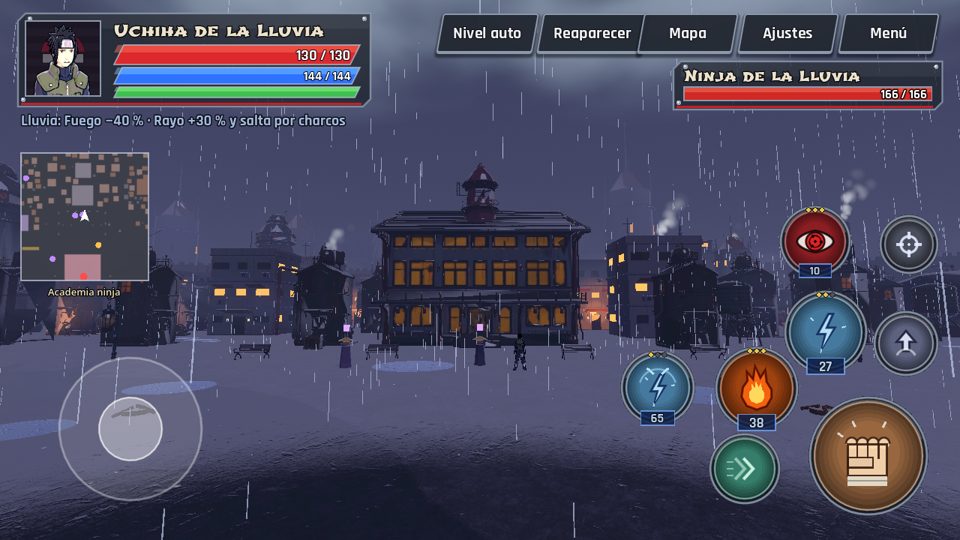 Uchiha de la Lluvia
130 / 130
144 / 144
Lluvia: Fuego −40 % · Rayo +30 % y salta por charcos
Nivel auto
Reaparecer
Mapa
Ajustes
Menú
Ninja de la Lluvia
166 / 166
Academia ninja
10
27
65
38